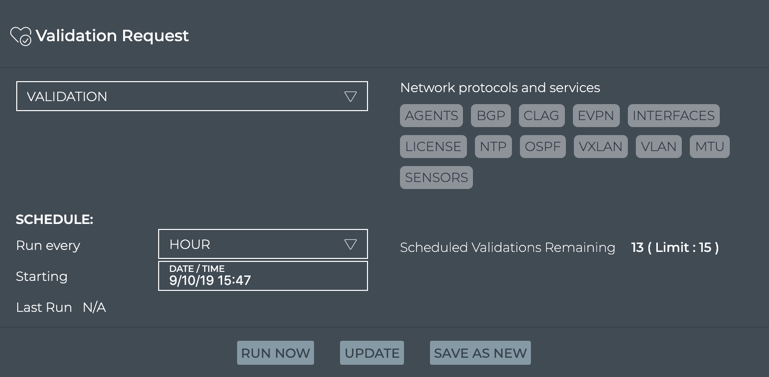 Validation Request
VALIDATION
Network protocols and services
AGENTS BGP CLAG EVPN INTERFACES
LICENSE NTP OSPF VXLAN VLAN MTU
SENSORS
SCHEDULE:
Run every HOUR
Scheduled Validations Remaining 13 ( Limit : 15 )
Starting DATE / TIME
9/10/19 15:47
Last Run N/A
RUN NOW UPDATE SAVE AS NEW